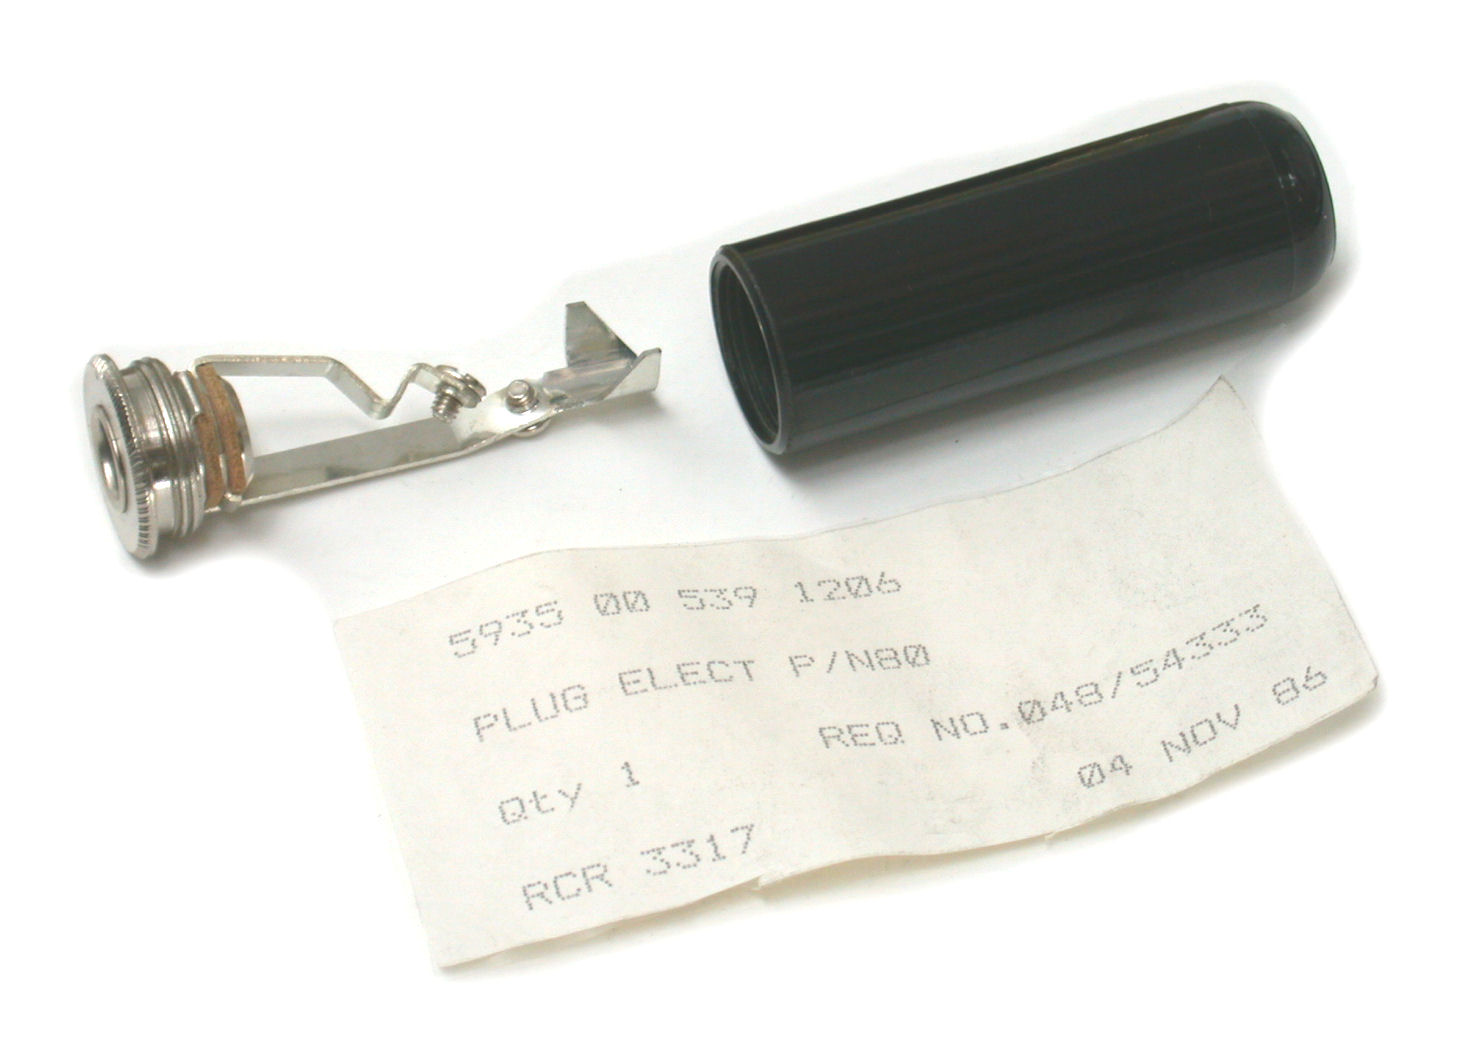 5935 00 539 1206
PLUG ELECT P/N80
REQ NO.048/54333
Qty 1
04 NOV 86
RCR 3317